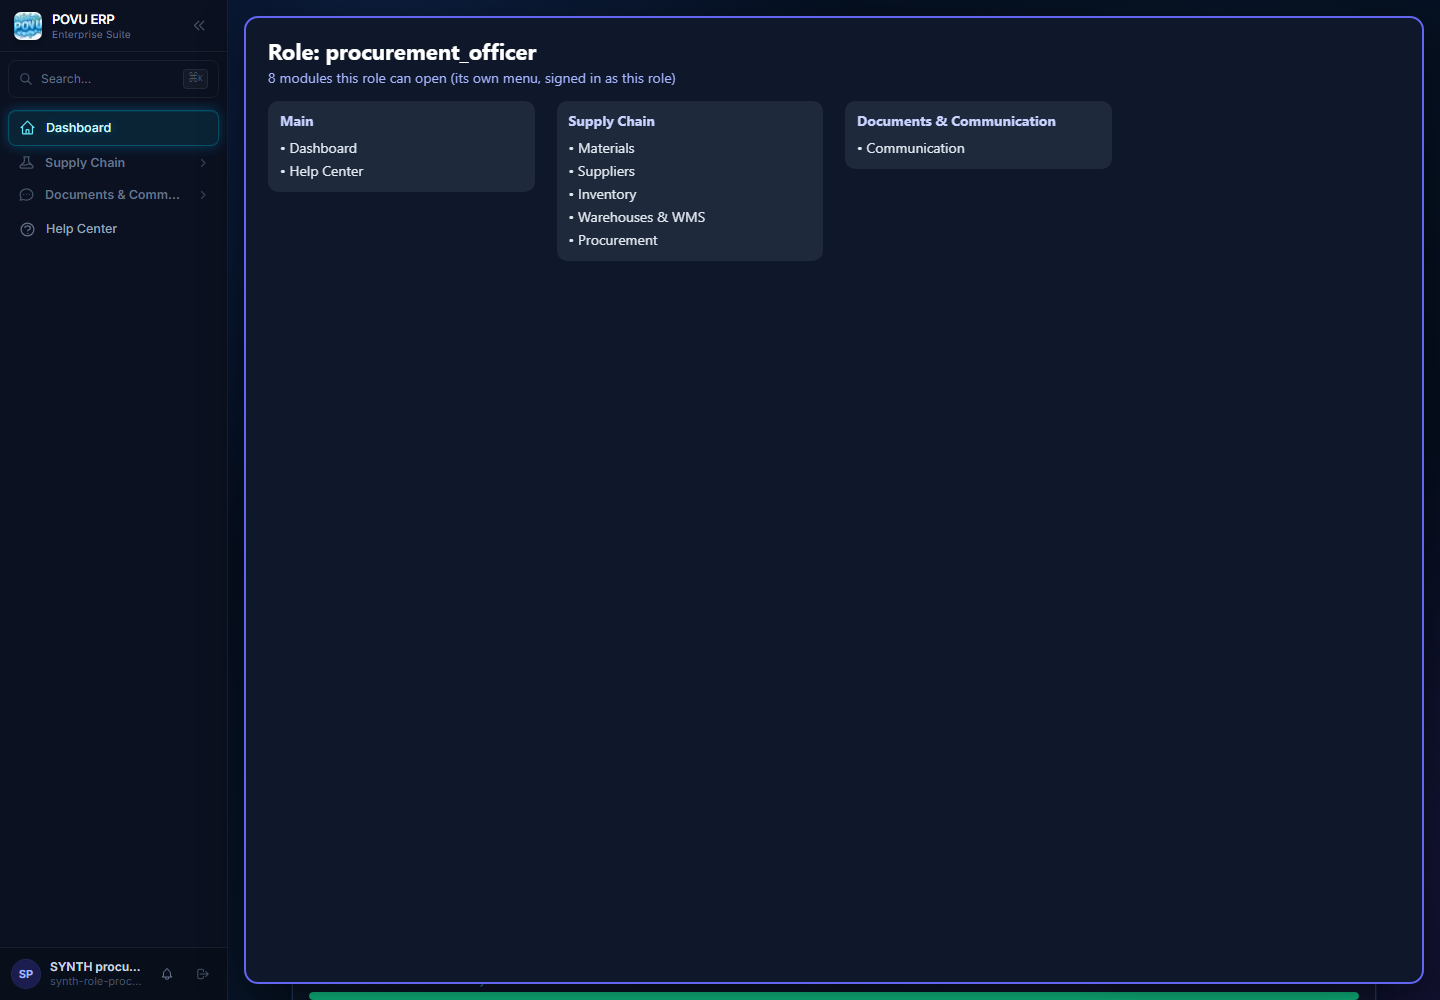 POVU ERP
Enterprise Suite
Search...
⌘K
Dashboard
Supply Chain
Documents & Comm...
Help Center
SP
SYNTH procu...
synth-role-proc...
Role: procurement_officer
8 modules this role can open (its own menu, signed in as this role)
Main
• Dashboard
• Help Center
Supply Chain
• Materials
• Suppliers
• Inventory
• Warehouses & WMS
• Procurement
Documents & Communication
• Communication